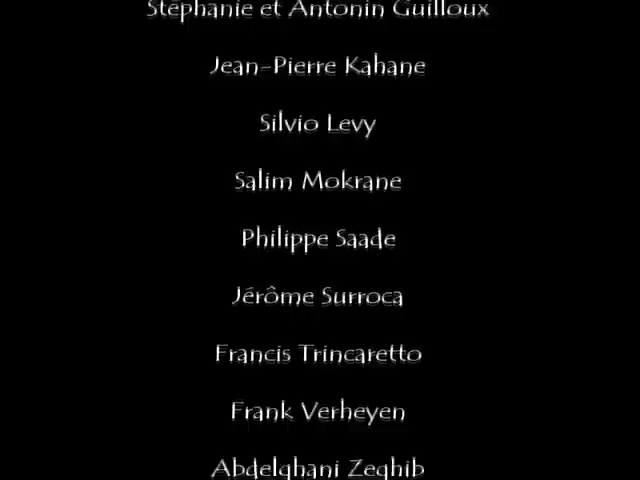 Stéphanie et Antonin Guilloux
Jean-Pierre Kahane
Silvio Levy
Salim Mokrane
Philippe Saade
Jérôme Surroca
Francis Trincaretto
Frank Verheyen
Abdelghani Zeghib